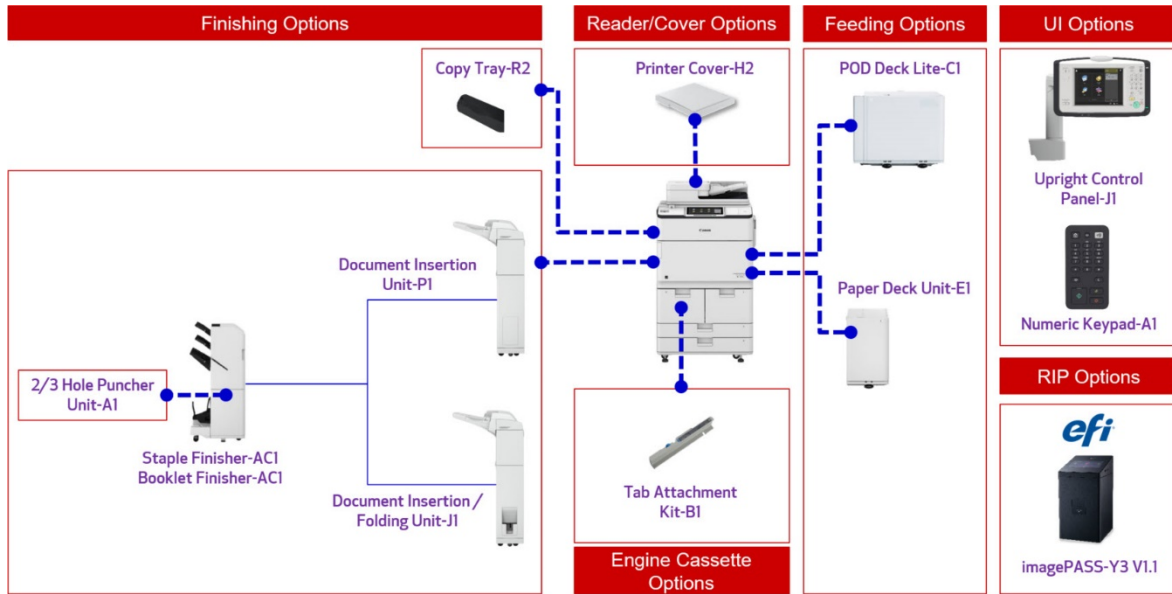 Finishing Options
Reader/Cover Options
Feeding Options
UI Options
Copy Tray-R2
Printer Cover-H2
POD Deck Lite-C1
Upright Control
Panel-J1
Document Insertion
Unit-P1
Paper Deck Unit-E1
Numeric Keypad-A1
2/3 Hole Puncher
Unit-A1
Staple Finisher-AC1
Booklet Finisher-AC1
Document Insertion /
Folding Unit-J1
Tab Attachment
Kit-B1
Engine Cassette
Options
RIP Options
efi
imagePASS-Y3 V1.1